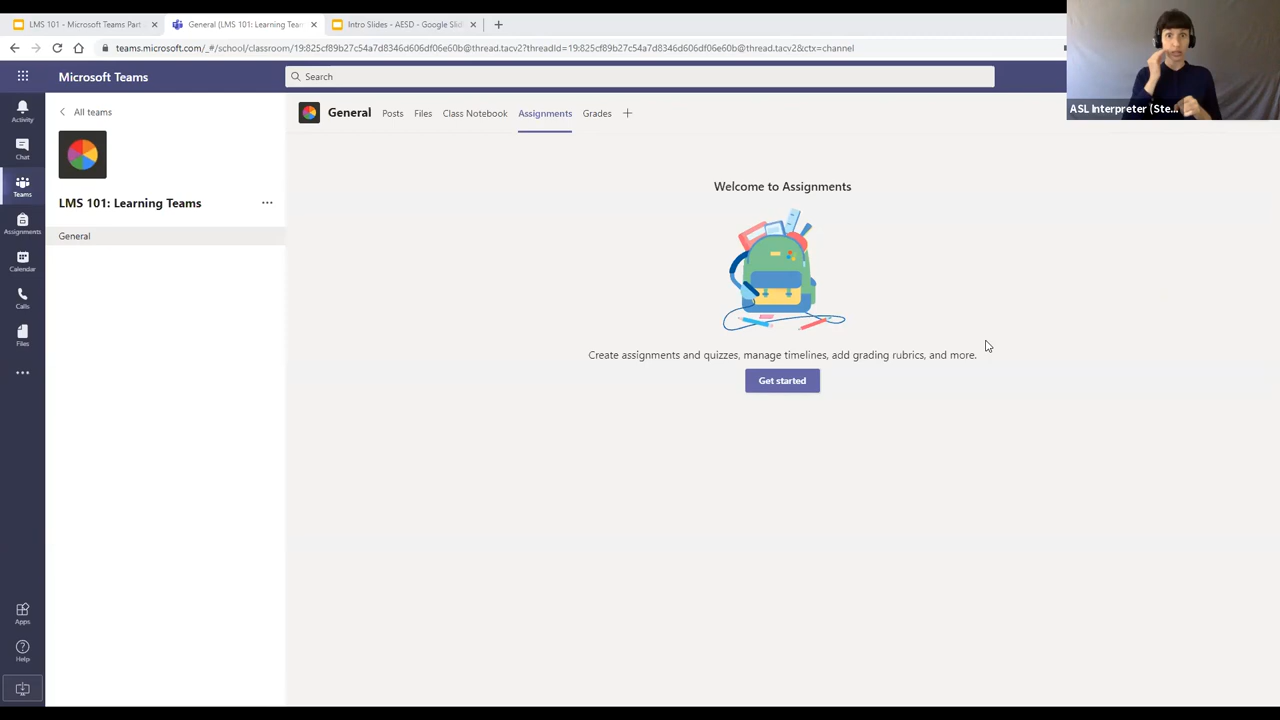 LMS 101 - Microsoft Teams Part
General (LMS 101: Learning Team
Intro Slides - AESD - Google Slid
teams.microsoft.com/_#/school/classroom/19:825cf89b27c54a7d8346d606df06e60b@thread.tacv2?threadId=19:825cf89b27c54a7d8346d606df06e60b@thread.tacv2&ctx=channel
Microsoft Teams
Search
ASL Interpreter (Ste...
Activity
Chat
Teams
Assignments
Calendar
Calls
Files
Apps
Help
All teams
LMS 101: Learning Teams
General
General
Posts
Files
Class Notebook
Assignments
Grades
Welcome to Assignments
Create assignments and quizzes, manage timelines, add grading rubrics, and more.
Get started